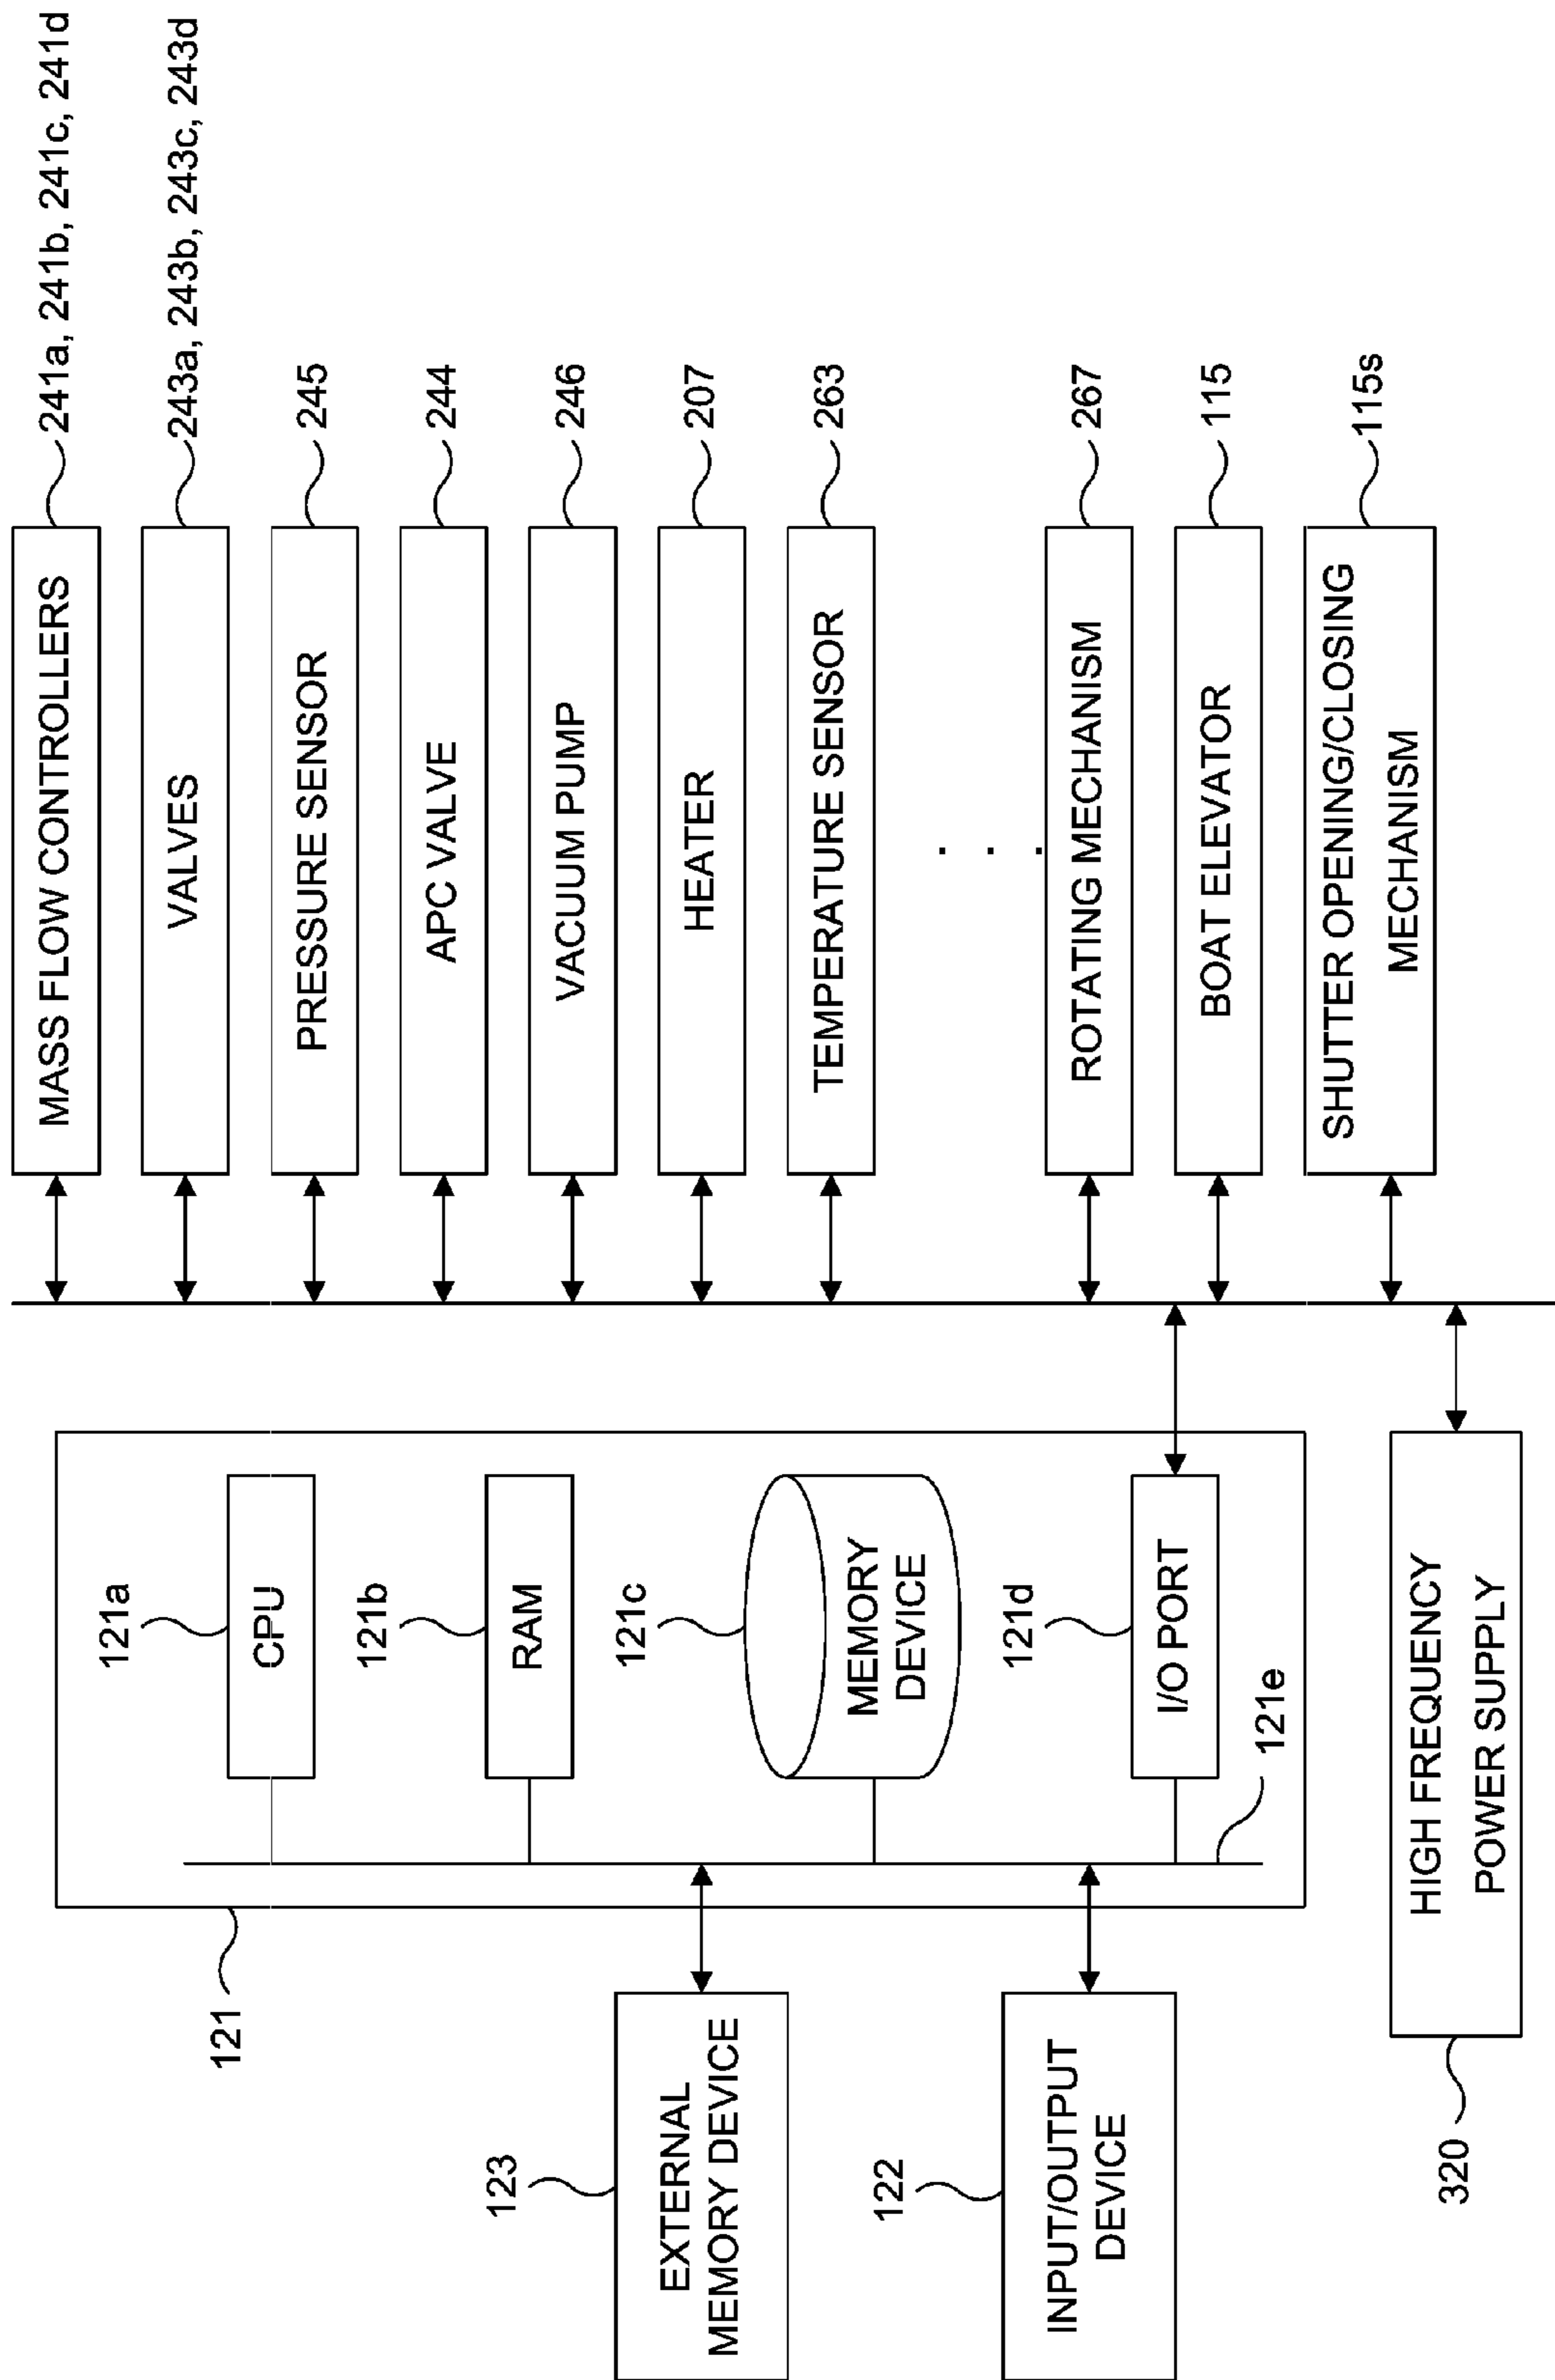 121
121a
CPU
121b
RAM
121c
MEMORY
DEVICE
121d
I/O PORT
121e
123
EXTERNAL
MEMORY DEVICE
122
INPUT/OUTPUT
DEVICE
320
HIGH FREQUENCY
POWER SUPPLY
MASS FLOW CONTROLLERS
241a, 241b, 241c, 241d
VALVES
243a, 243b, 243c, 243d
PRESSURE SENSOR
245
APC VALVE
244
VACUUM PUMP
246
HEATER
207
TEMPERATURE SENSOR
263
. . .
ROTATING MECHANISM
267
BOAT ELEVATOR
115
SHUTTER OPENING/CLOSING
MECHANISM
115s